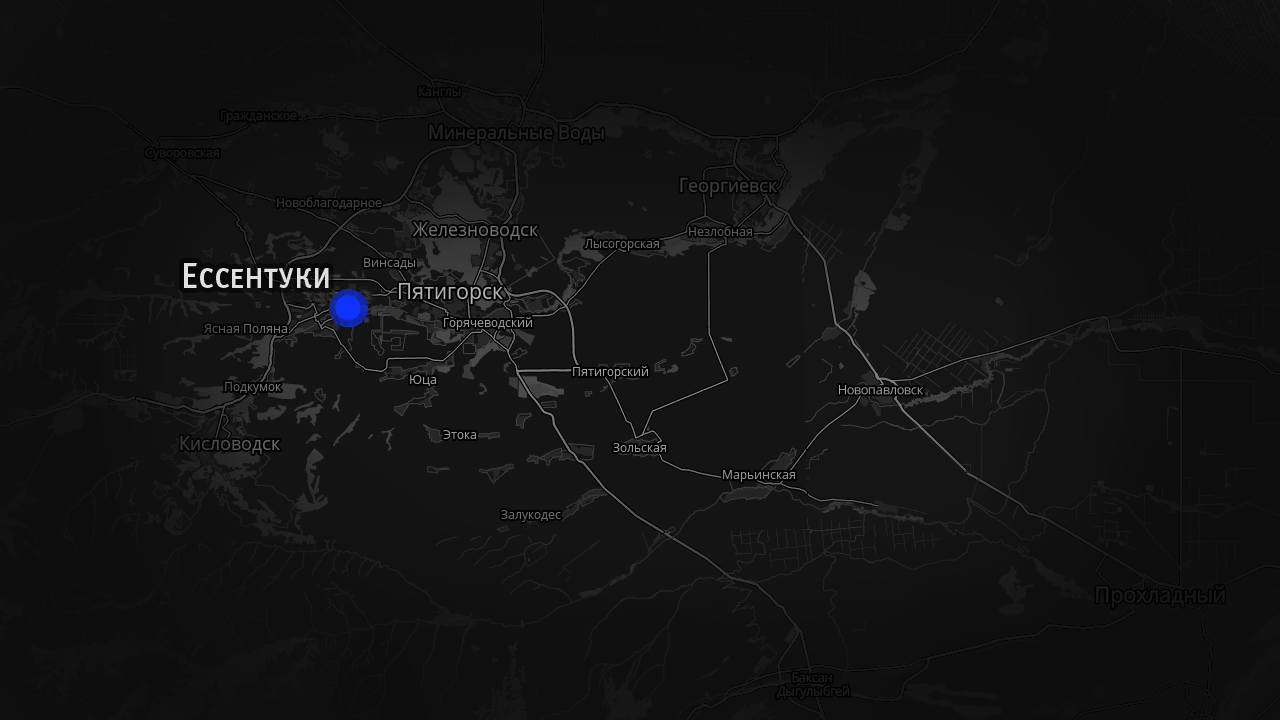 Канглы
Гражданское
Минеральные Воды
Суворовская
Георгиевск
Новоблагодарное
Железноводск
Незлобная
Лысогорская
Винсады
Ессентуки
Пятигорск
Горячеводский
Ясная Поляна
Пятигорский
Юца
Подкумок
Новопавловск
Этока
Кисловодск
Зольская
Марьинская
Залукодес
Прохладный
Баксан
Дыгулыбгей